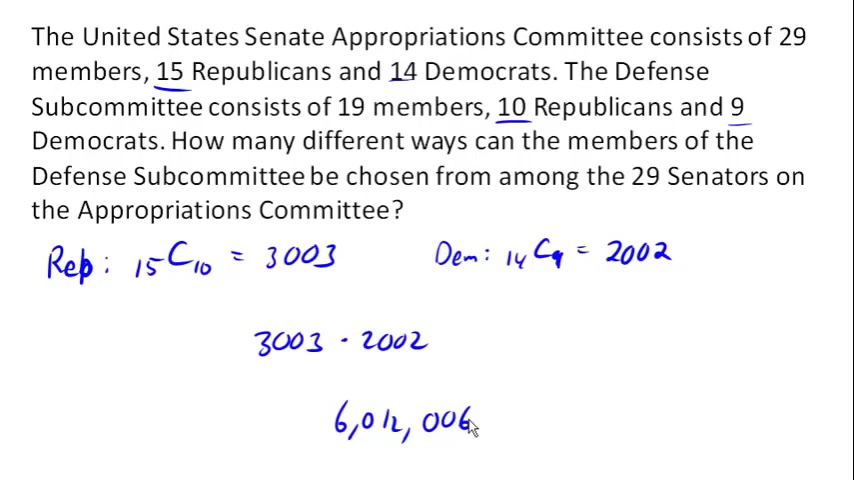 The United States Senate Appropriations Committee consists of 29
members, 15 Republicans and 14 Democrats. The Defense
Subcommittee consists of 19 members, 10 Republicans and 9
Democrats. How many different ways can the members of the
Defense Subcommittee be chosen from among the 29 Senators on
the Appropriations Committee?
Rep: ₁₅C₁₀ = 3003 Dem: ₁₄C₉ = 2002
3003 · 2002
6,012,006